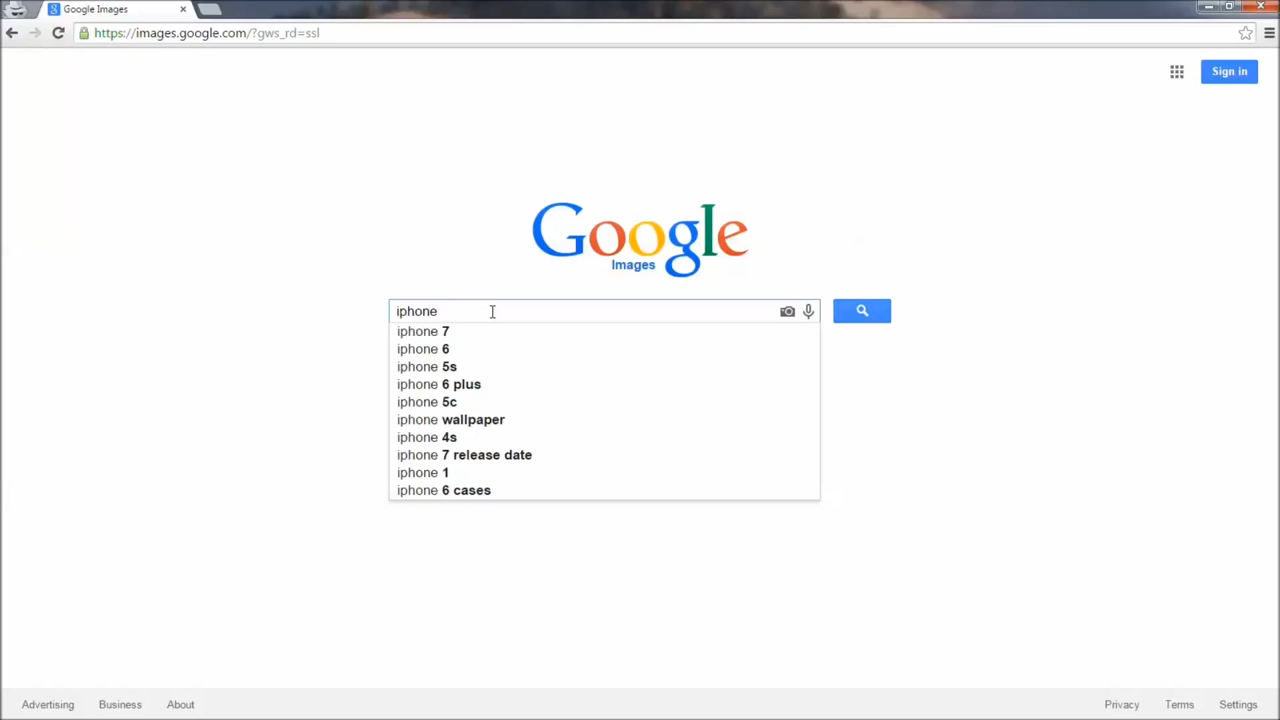 Google Images
https://images.google.com/?gws_rd=ssl
Sign in
Google
Images
iphone
iphone 7
iphone 6
iphone 5s
iphone 6 plus
iphone 5c
iphone wallpaper
iphone 4s
iphone 7 release date
iphone 1
iphone 6 cases
Advertising Business About Privacy Terms Settings